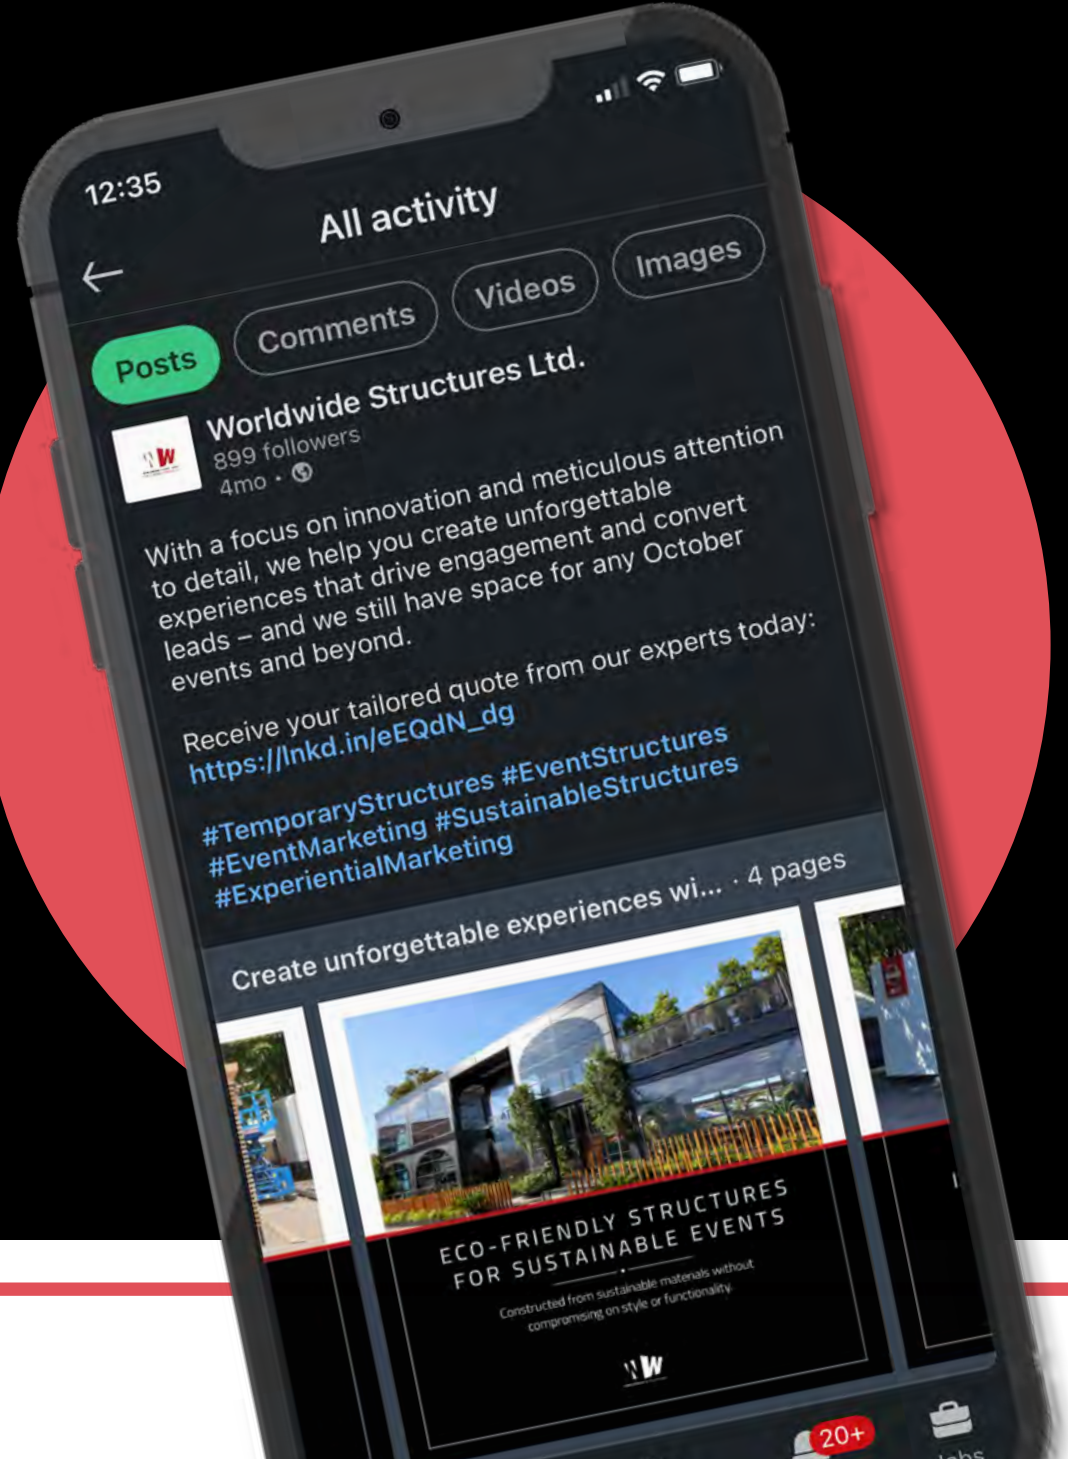 12:35
All activity
Posts
Comments
Videos
Images
Worldwide Structures Ltd.
899 followers
4mo •
With a focus on innovation and meticulous attention
to detail, we help you create unforgettable
experiences that drive engagement and convert
leads – and we still have space for any October
events and beyond.
Receive your tailored quote from our experts today:
https://lnkd.in/eEQdN_dg
#TemporaryStructures #EventStructures
#EventMarketing #SustainableStructures
#ExperientialMarketing
Create unforgettable experiences wi... · 4 pages
ECO-FRIENDLY STRUCTURES
FOR SUSTAINABLE EVENTS
Constructed from sustainable materials without
compromising on style or functionality.
W
20+